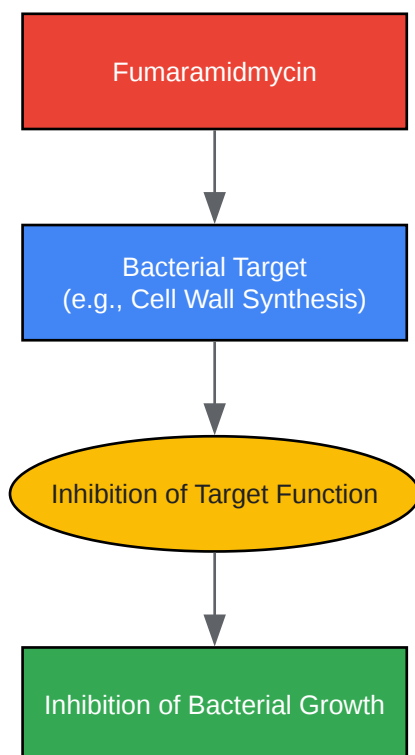 Fumaramidmycin
Bacterial Target
(e.g., Cell Wall Synthesis)
Inhibition of Target Function
Inhibition of Bacterial Growth